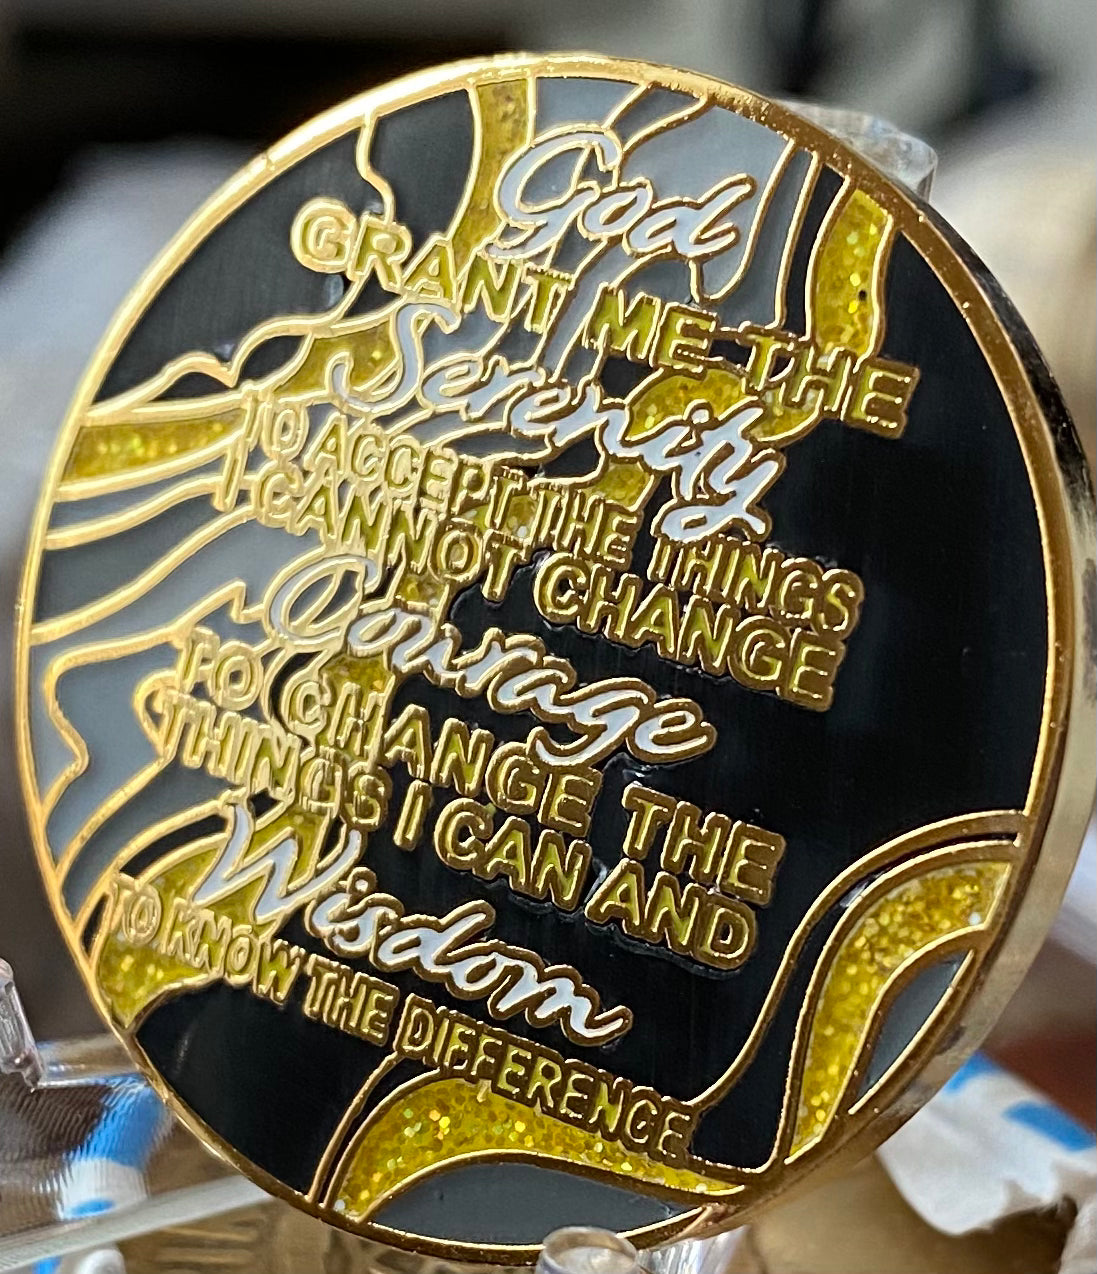 God
GRANT ME THE
Serenity
TO ACCEPT THE THINGS
I CANNOT CHANGE
Courage
TO CHANGE THE
THINGS I CAN AND
Wisdom
TO KNOW THE DIFFERENCE